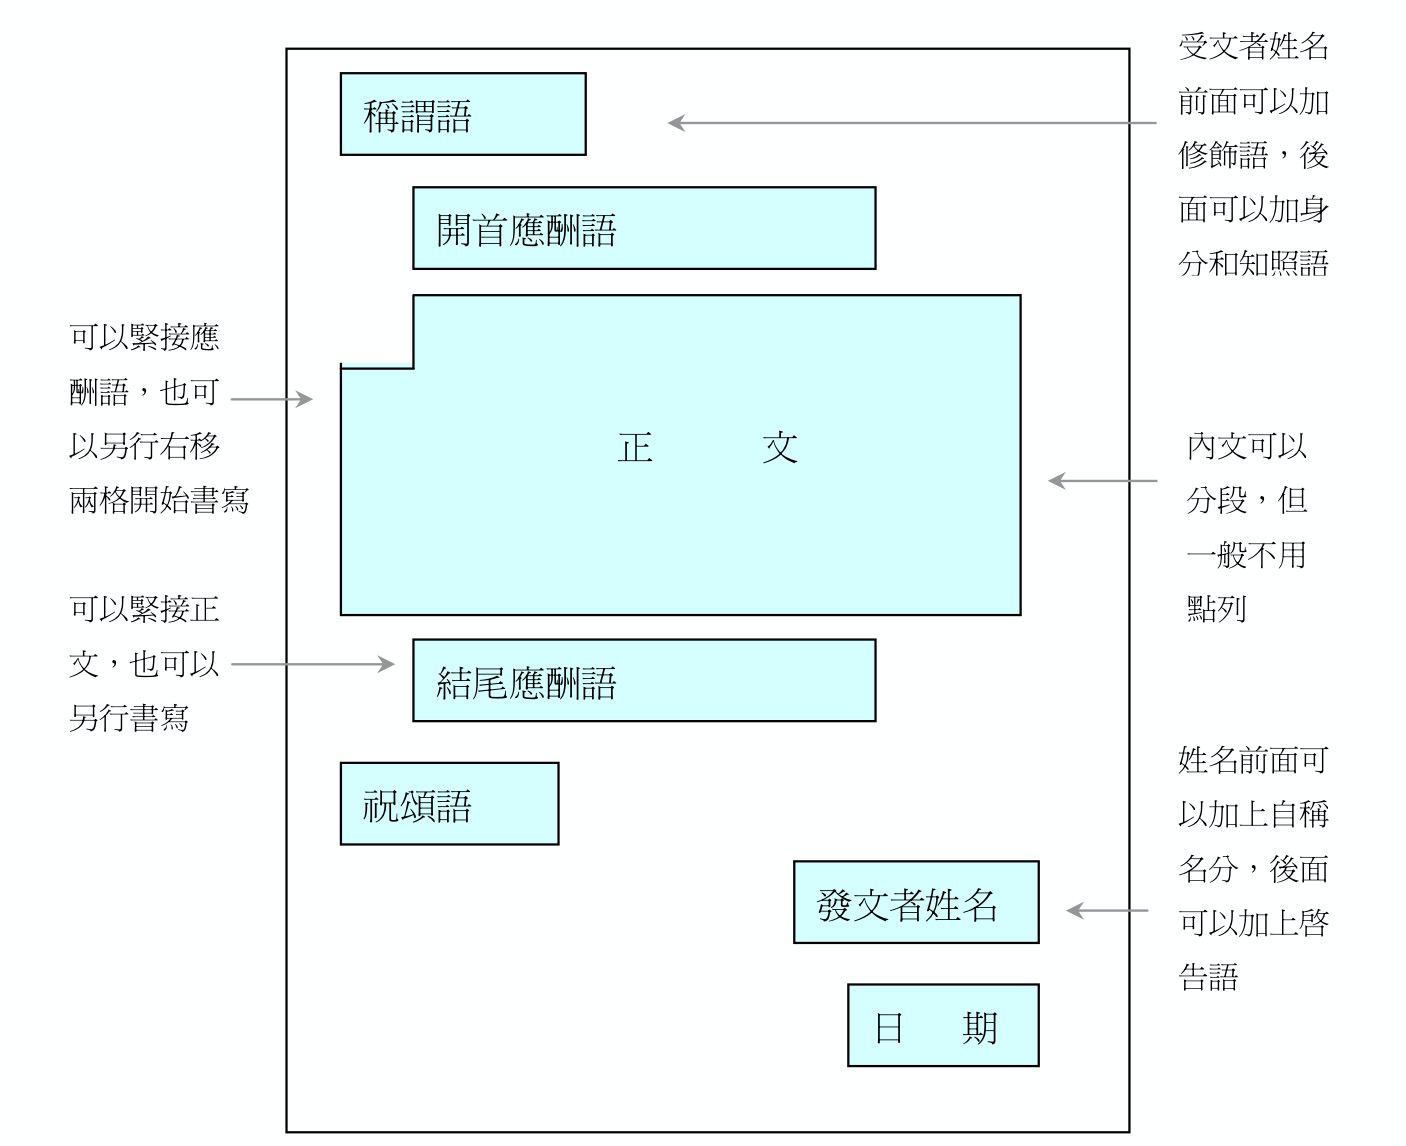 受文者姓名
前面可以加
修飾語，後
面可以加身
分和知照語
稱謂語
開首應酬語
可以緊接應
酬語，也可
以另行右移
兩格開始書寫
正文
內文可以
分段，但
一般不用
點列
可以緊接正
文，也可以
另行書寫
結尾應酬語
祝頌語
姓名前面可
以加上自稱
名分，後面
可以加上啓
告語
發文者姓名
日期